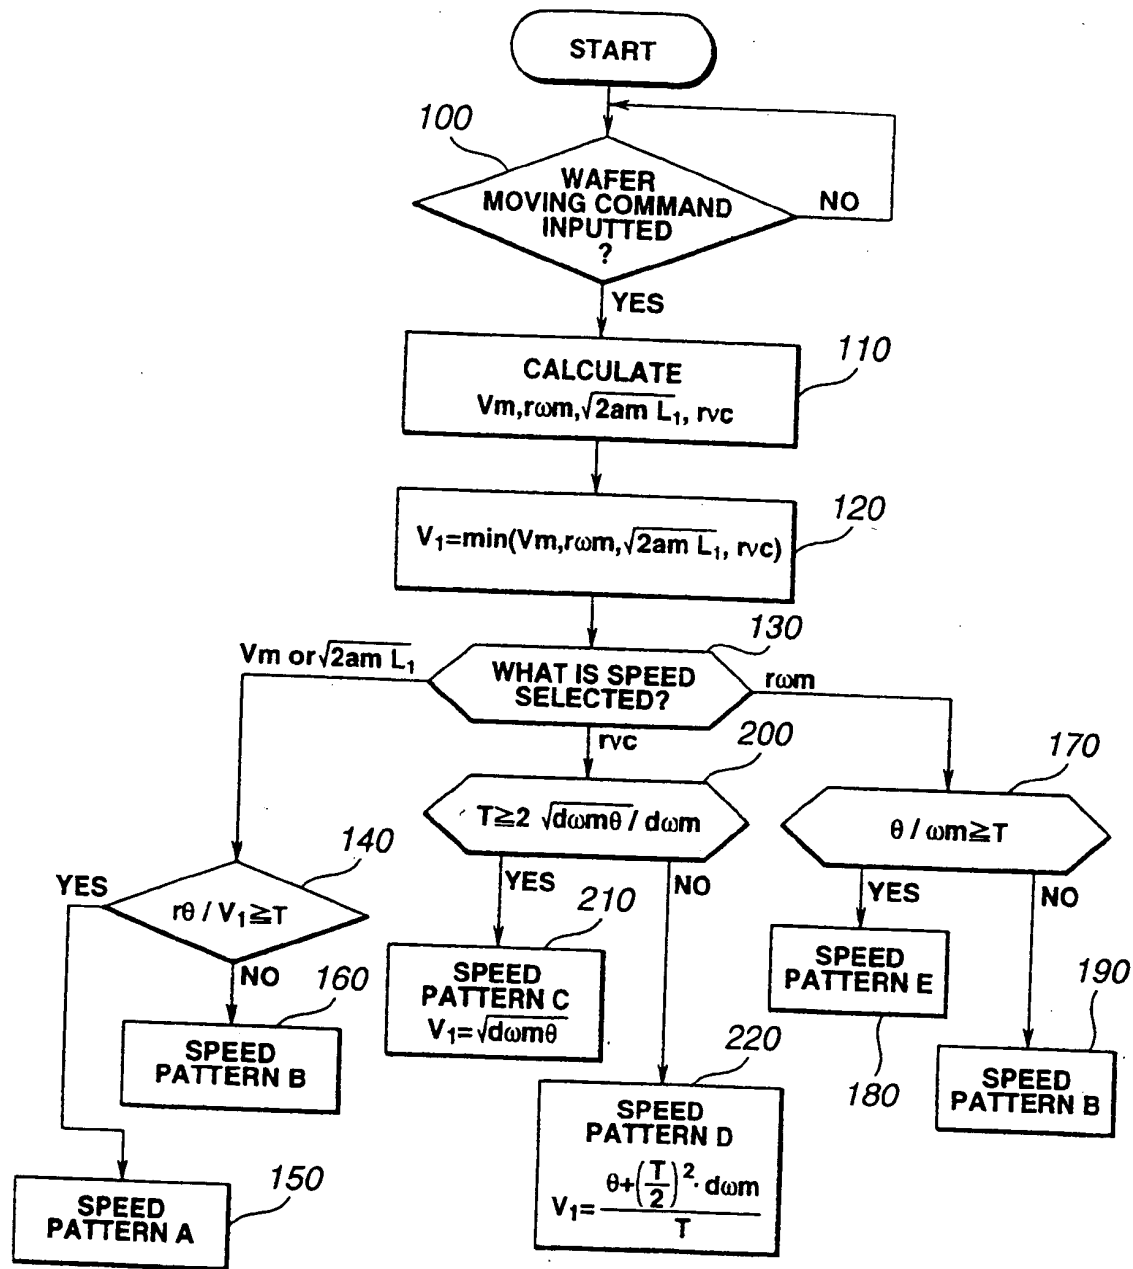 START
100
WAFER
MOVING COMMAND
INPUTTED
?
NO
YES
110
CALCULATE
Vm,rωm,√2am L₁, rvc
120
V₁=min(Vm,rωm,√2am L₁, rvc)
130
Vm or √2am L₁
WHAT IS SPEED
SELECTED?
rωm
rvc
200
170
T≧2 √dωmθ / dωm
θ / ωm≧T
140
YES
rθ / V₁≧T
YES
NO
YES
NO
210
NO
160
SPEED
PATTERN C
V₁=√dωmθ
SPEED
PATTERN E
190
SPEED
PATTERN B
220
180
SPEED
PATTERN B
SPEED
PATTERN D
V₁=(θ+(T/2)²· dωm)/T
150
SPEED
PATTERN A